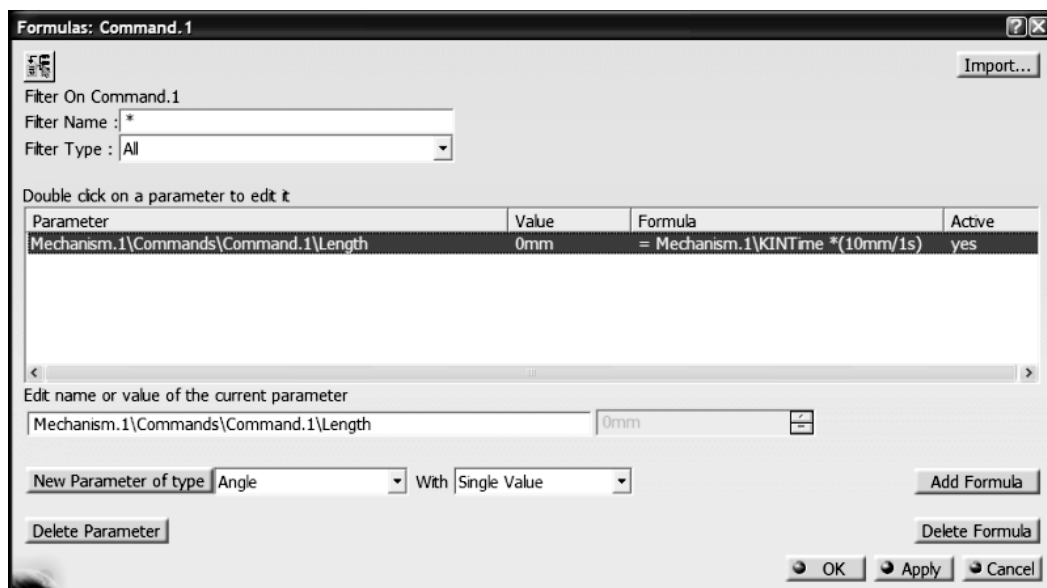 Formulas: Command.1
Import...
Filter On Command.1
Filter Name : *
Filter Type : All
Double click on a parameter to edit it
Parameter Value Formula Active
Mechanism.1\Commands\Command.1\Length 0mm = Mechanism.1\KINTime *(10mm/1s) yes
Edit name or value of the current parameter
Mechanism.1\Commands\Command.1\Length 0mm
New Parameter of type Angle With Single Value Add Formula
Delete Parameter Delete Formula
OK Apply Cancel